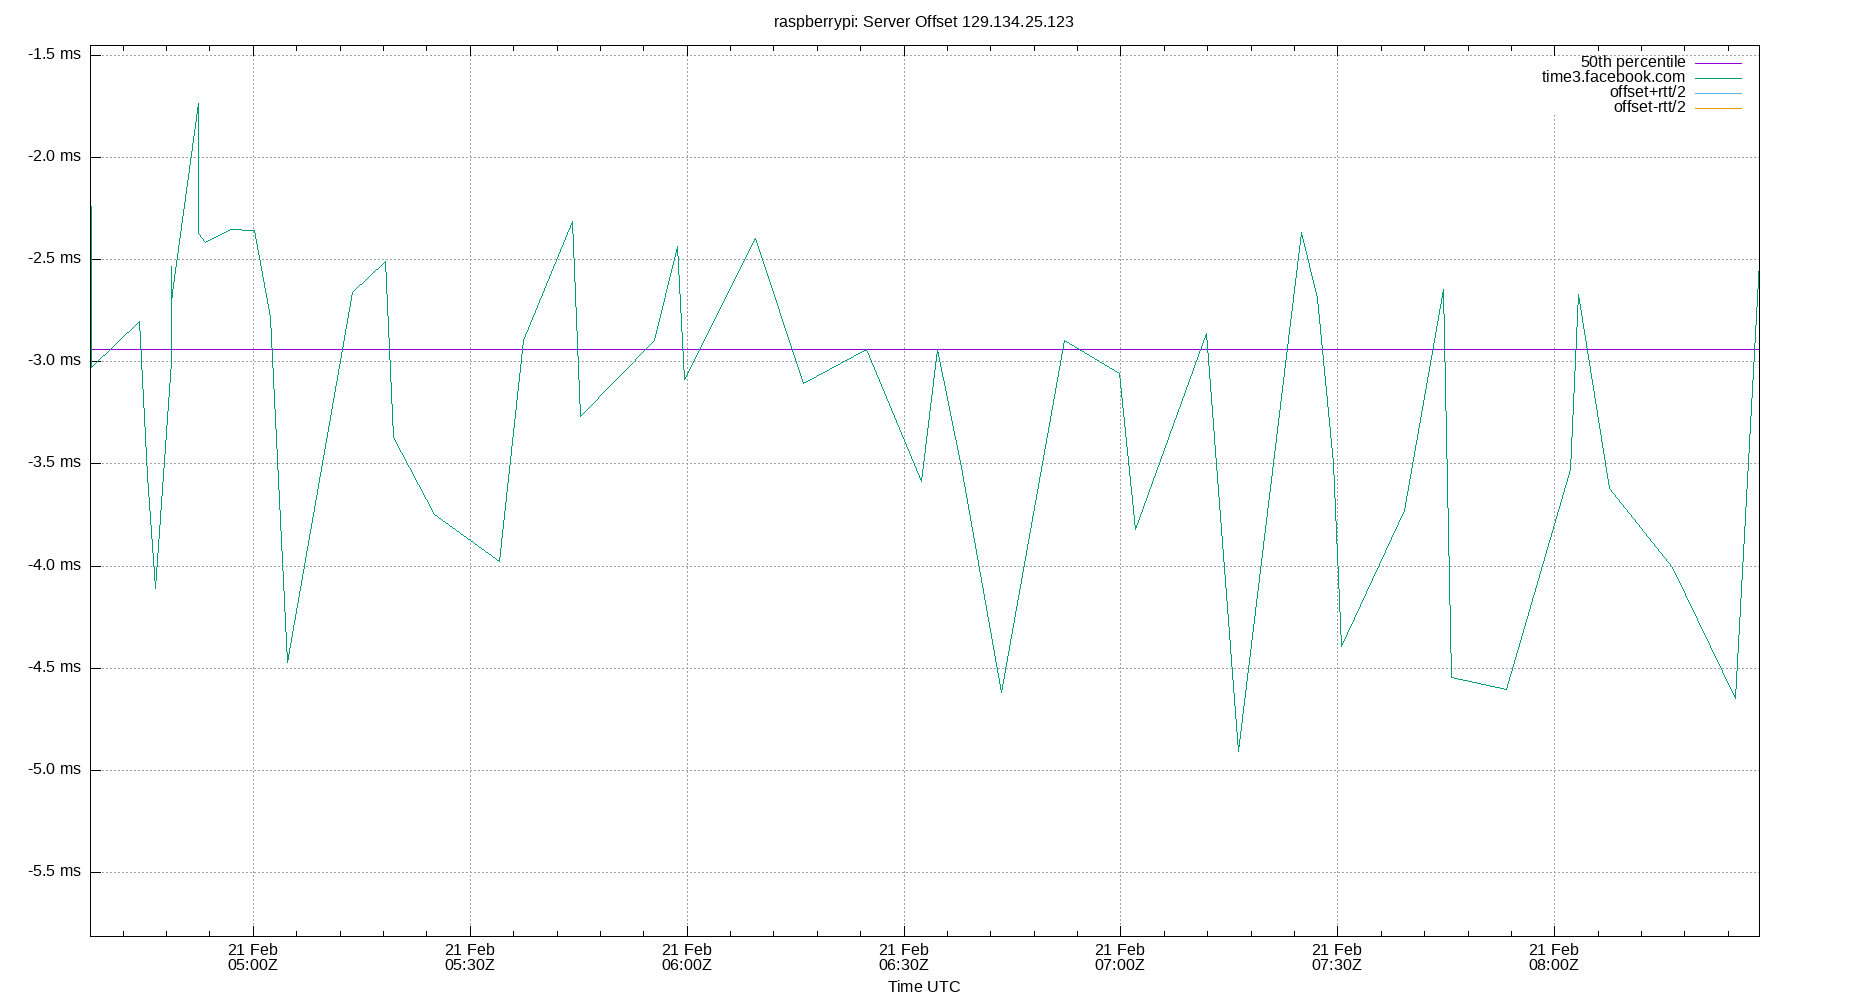 raspberrypi: Server Offset 129.134.25.123
-1.5 ms
-2.0 ms
-2.5 ms
-3.0 ms
-3.5 ms
-4.0 ms
-4.5 ms
-5.0 ms
-5.5 ms
50th percentile
time3.facebook.com
offset+rtt/2
offset-rtt/2
21 Feb
05:00Z
21 Feb
05:30Z
21 Feb
06:00Z
21 Feb
06:30Z
21 Feb
07:00Z
21 Feb
07:30Z
21 Feb
08:00Z
Time UTC